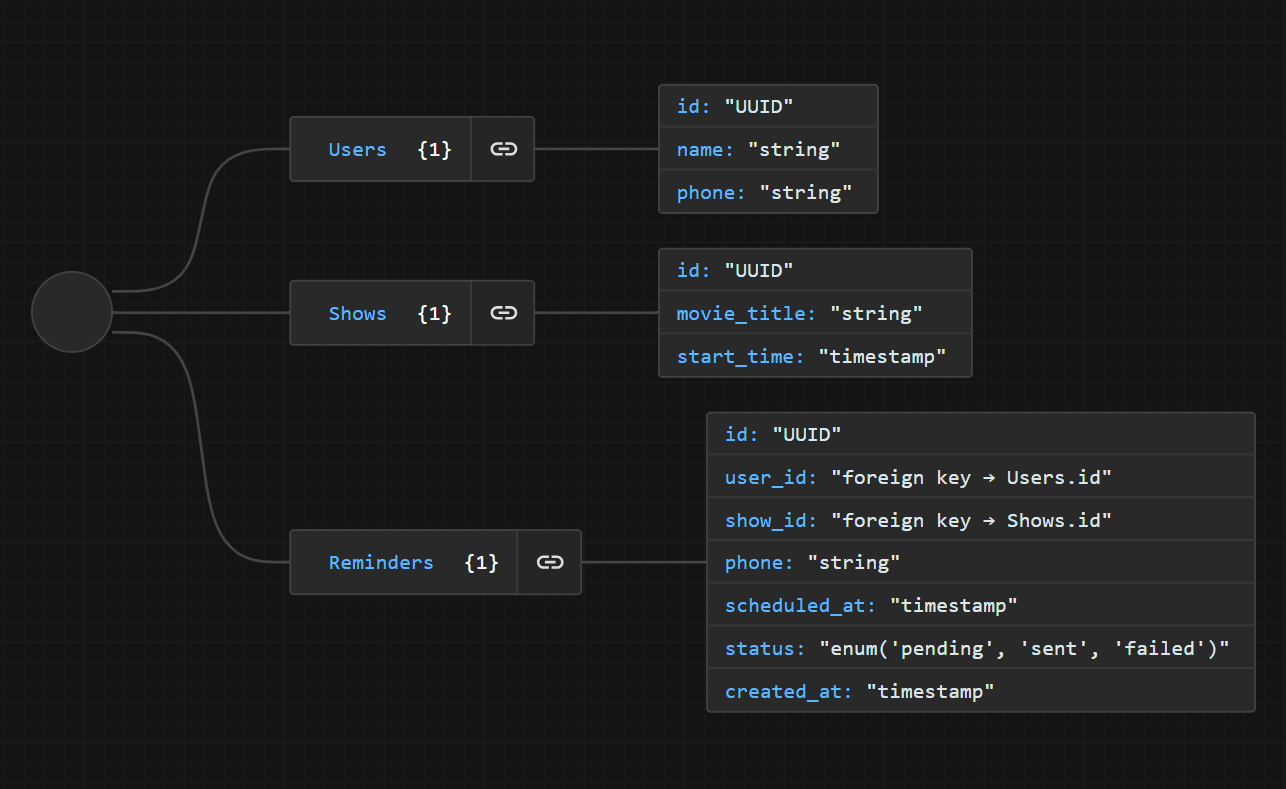 Users {1}
id: "UUID"
name: "string"
phone: "string"
Shows {1}
id: "UUID"
movie_title: "string"
start_time: "timestamp"
Reminders {1}
id: "UUID"
user_id: "foreign key → Users.id"
show_id: "foreign key → Shows.id"
phone: "string"
scheduled_at: "timestamp"
status: "enum('pending', 'sent', 'failed')"
created_at: "timestamp"